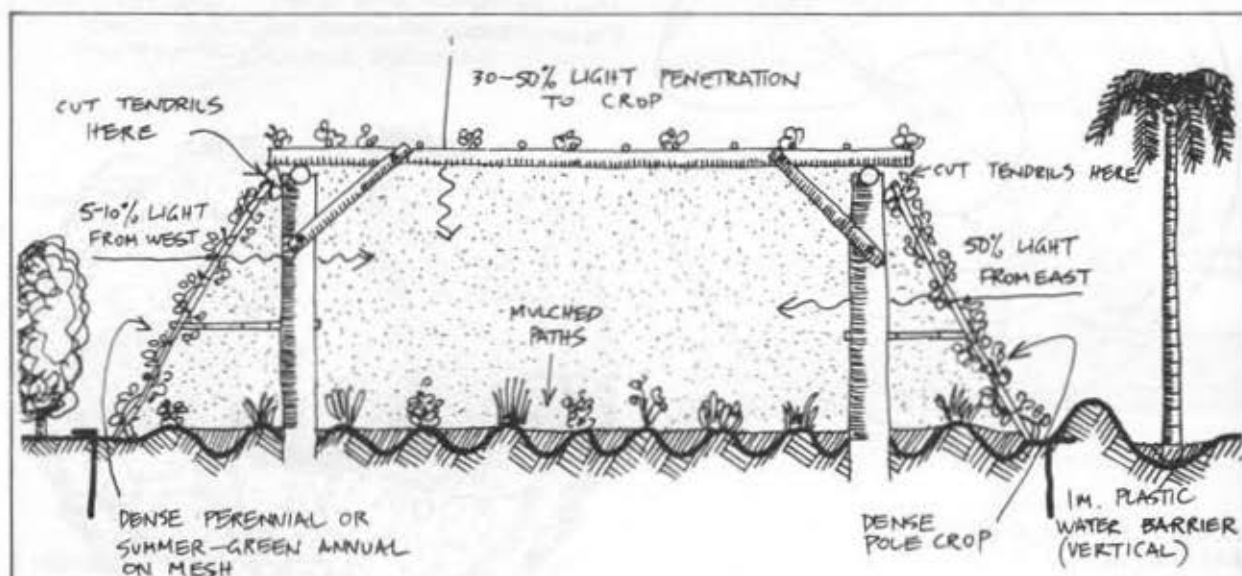 30-50% LIGHT PENETRATION
TO CROP
CUT TENDRILS
HERE
CUT TENDRILS HERE
5-10% LIGHT
FROM WEST
50% LIGHT
FROM EAST
MULCHED
PATHS
DENSE PERENNIAL OR
SUMMER-GREEN ANNUAL
ON MESH
DENSE
POLE CROP
1M. PLASTIC
WATER BARRIER
(VERTICAL)